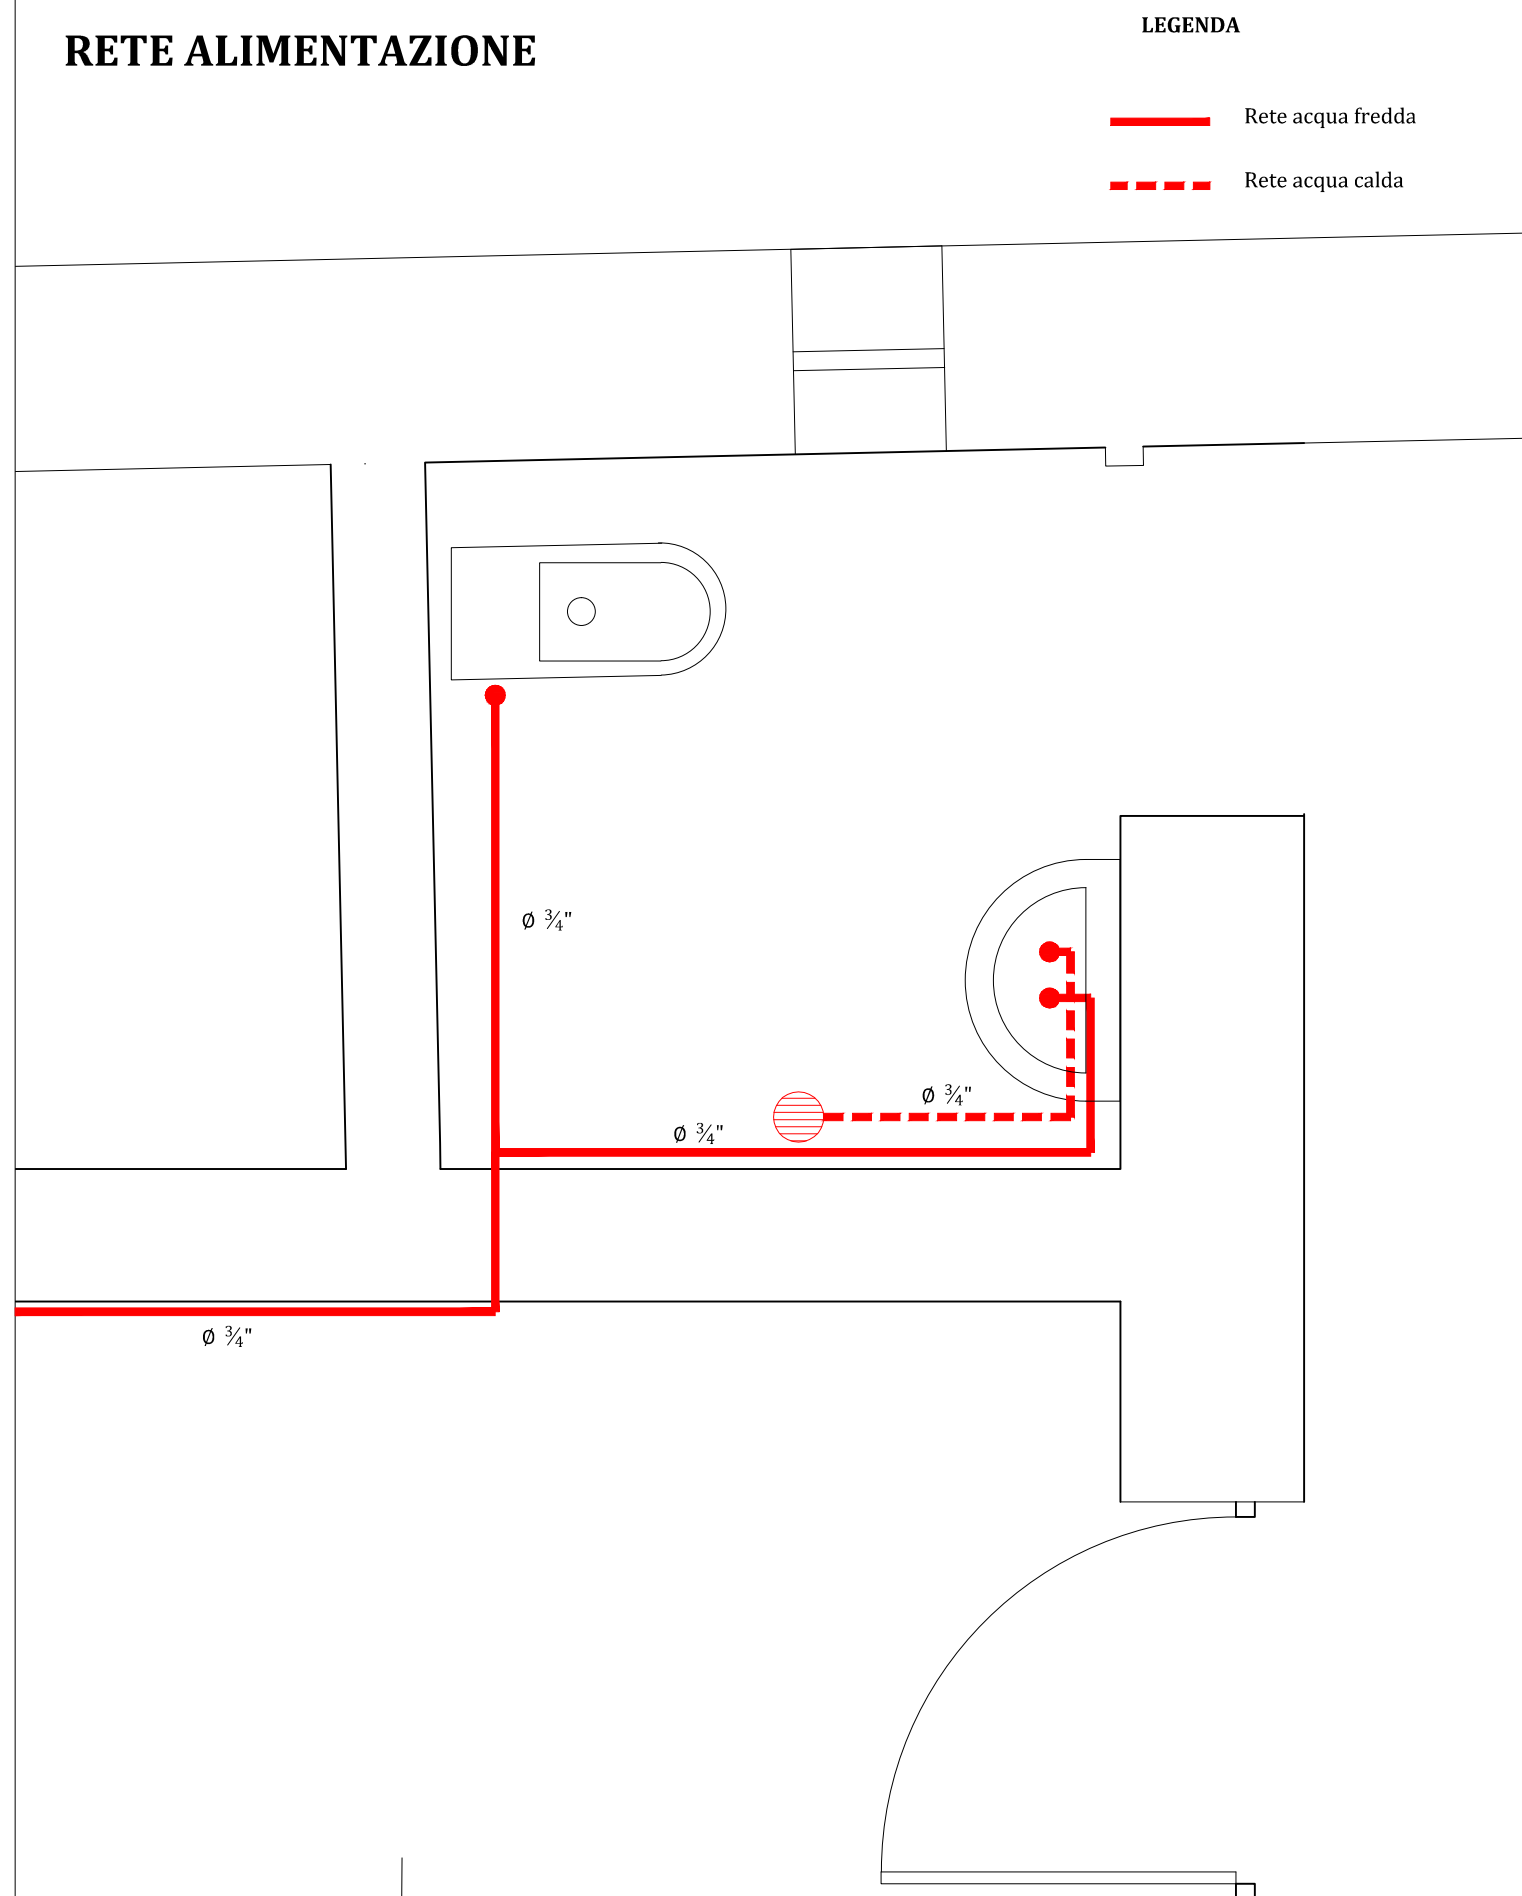 RETE ALIMENTAZIONE
LEGENDA
Rete acqua fredda
Rete acqua calda
Ø ¾"
Ø ¾"
Ø ¾"
Ø ¾"